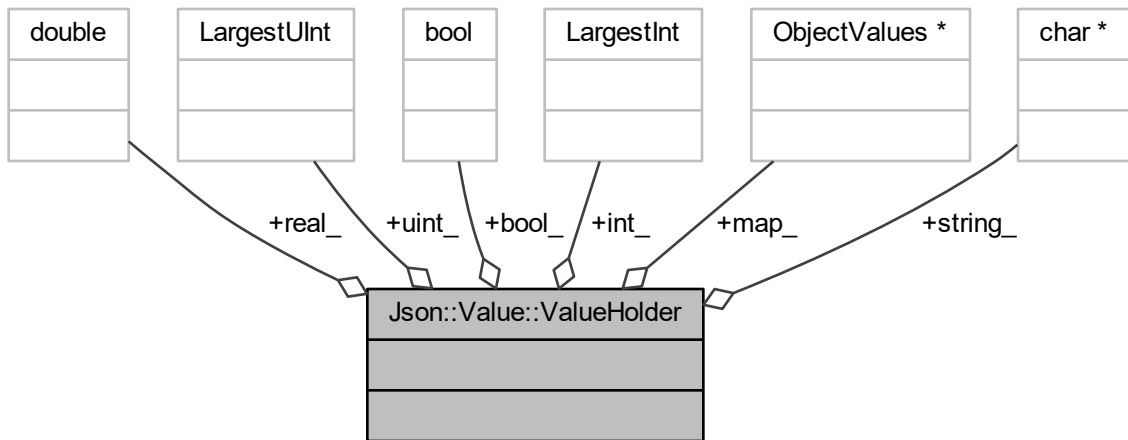 double
LargestUInt
bool
LargestInt
ObjectValues *
char *
+real_
+uint_
+bool_
+int_
+map_
+string_
Json::Value::ValueHolder